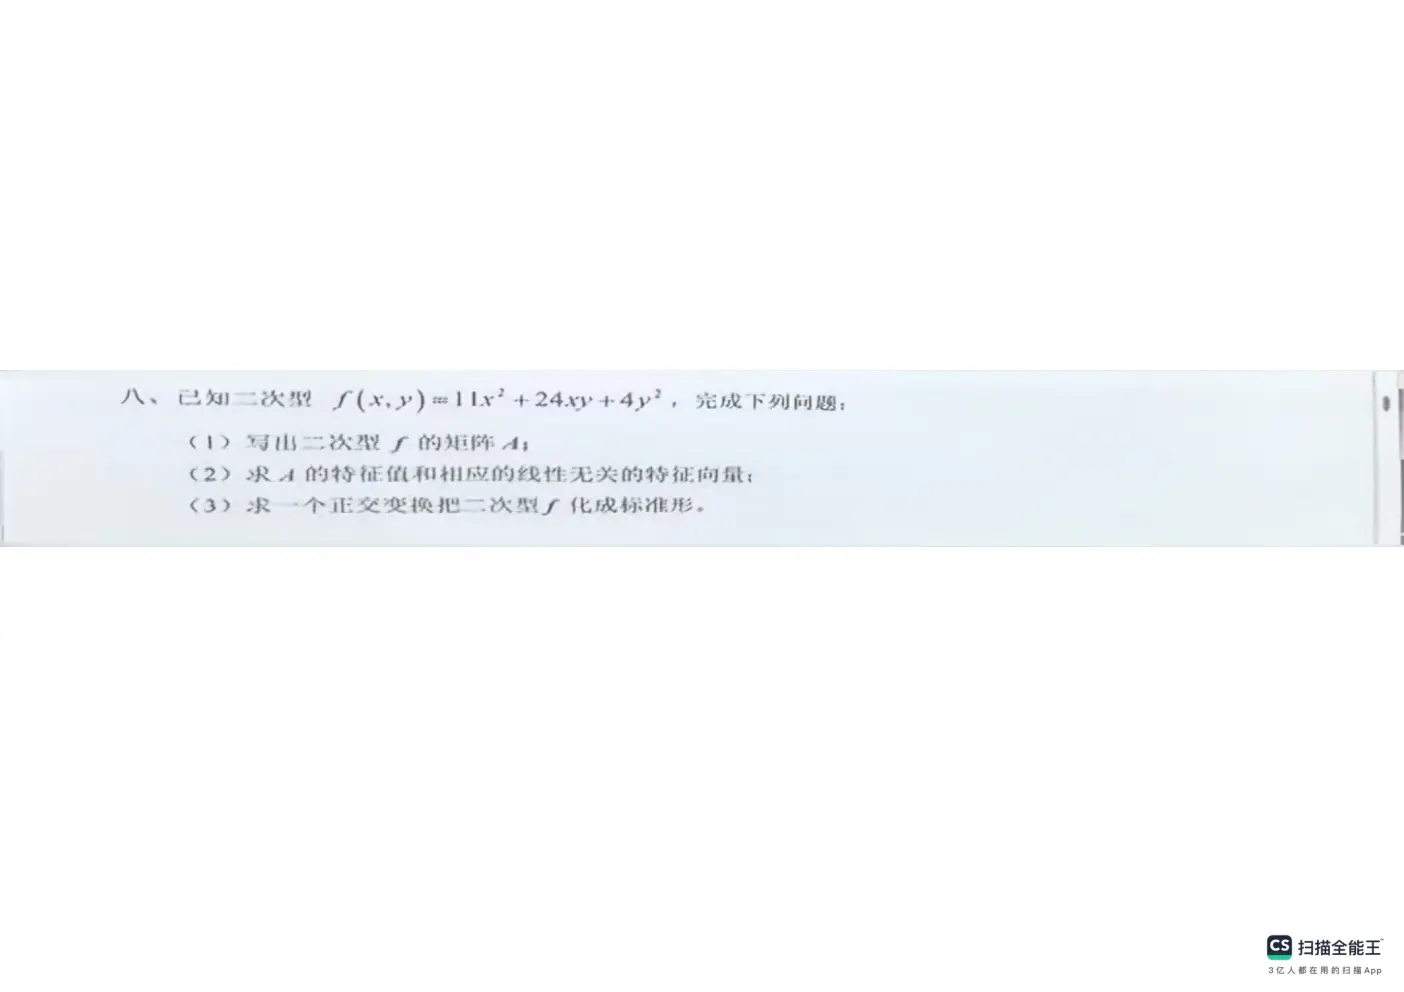 八、已知二次型 f(x,y)=11x²+24xy+4y²，完成下列问题：
（1）写出二次型 f 的矩阵 A；
（2）求 A 的特征值和相应的线性无关的特征向量；
（3）求一个正交变换把二次型 f 化成标准形。
CS 扫描全能王
3亿人都在用的扫描App